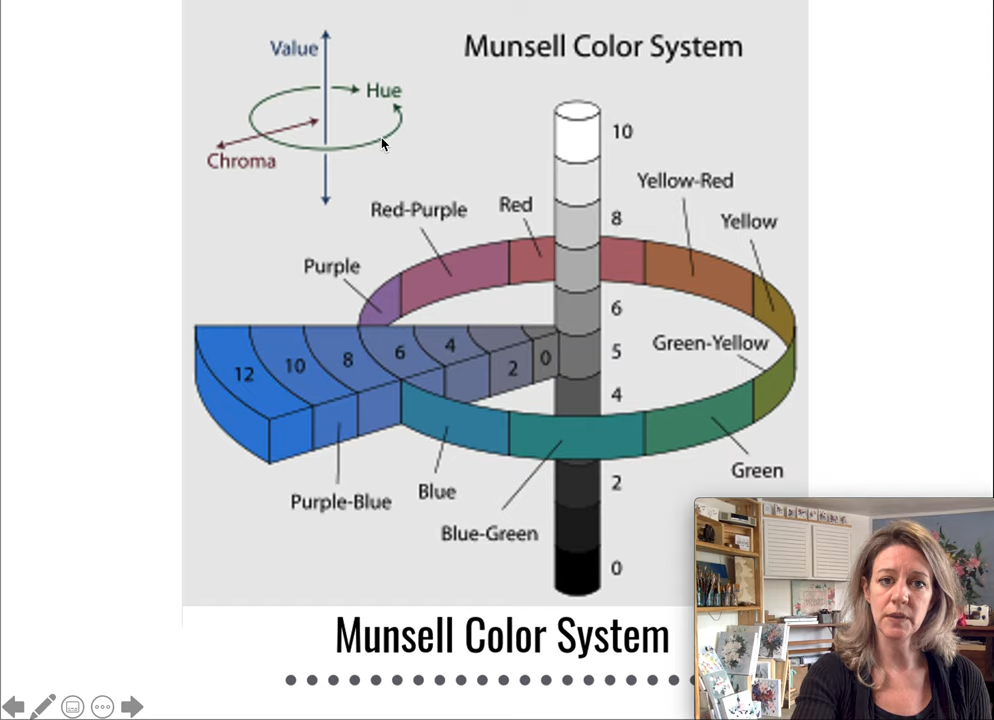 Munsell Color System
Value
Hue
Chroma
10
Yellow-Red
Red
Red-Purple
8
Yellow
Purple
6
Green-Yellow
5
12
10
8
6
4
2
0
4
Green
2
Blue
Purple-Blue
Blue-Green
0
Munsell Color System